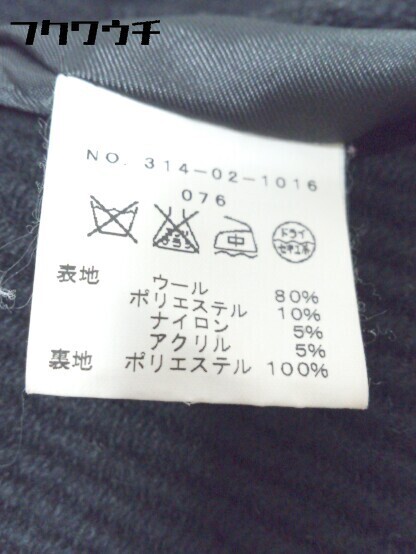 フクワウチ
NO. 314-02-1016
076
中
ドライ
セキユ系
表地 ウール 80%
ポリエステル 10%
ナイロン 5%
アクリル 5%
裏地 ポリエステル 100%